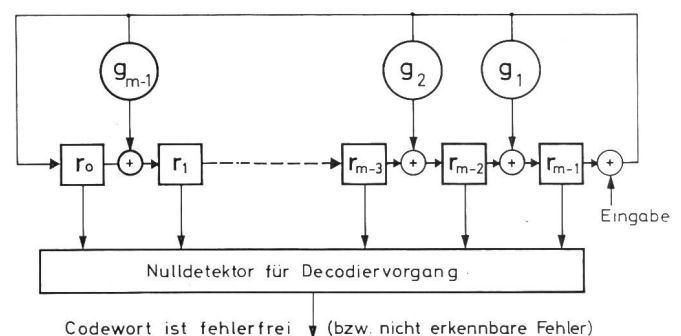 g_{m-1} g_2 g_1
r_0 + r_1 r_{m-3} + r_{m-2} + r_{m-1} +
Eingabe
Nulldetektor für Decodiervorgang
Codewort ist fehlerfrei (bzw. nicht erkennbare Fehler)